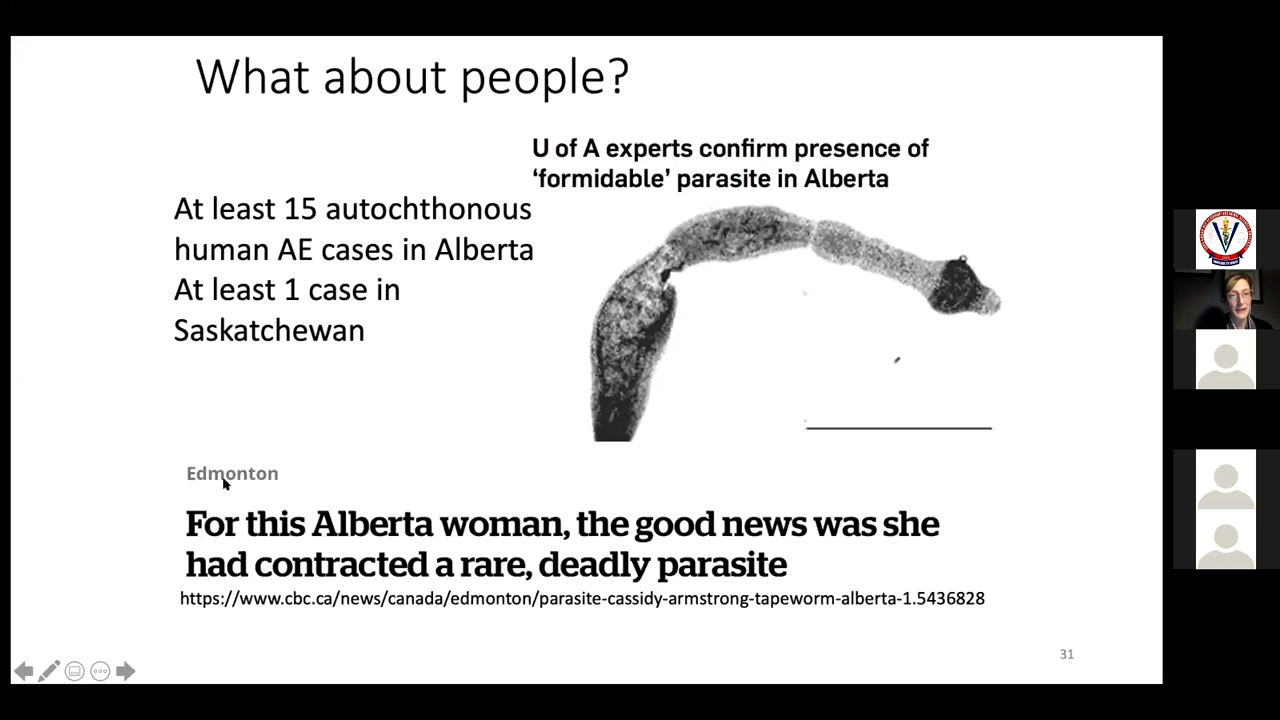 What about people?
U of A experts confirm presence of
‘formidable’ parasite in Alberta
At least 15 autochthonous
human AE cases in Alberta
At least 1 case in
Saskatchewan
Edmonton
For this Alberta woman, the good news was she
had contracted a rare, deadly parasite
https://www.cbc.ca/news/canada/edmonton/parasite-cassidy-armstrong-tapeworm-alberta-1.5436828
31